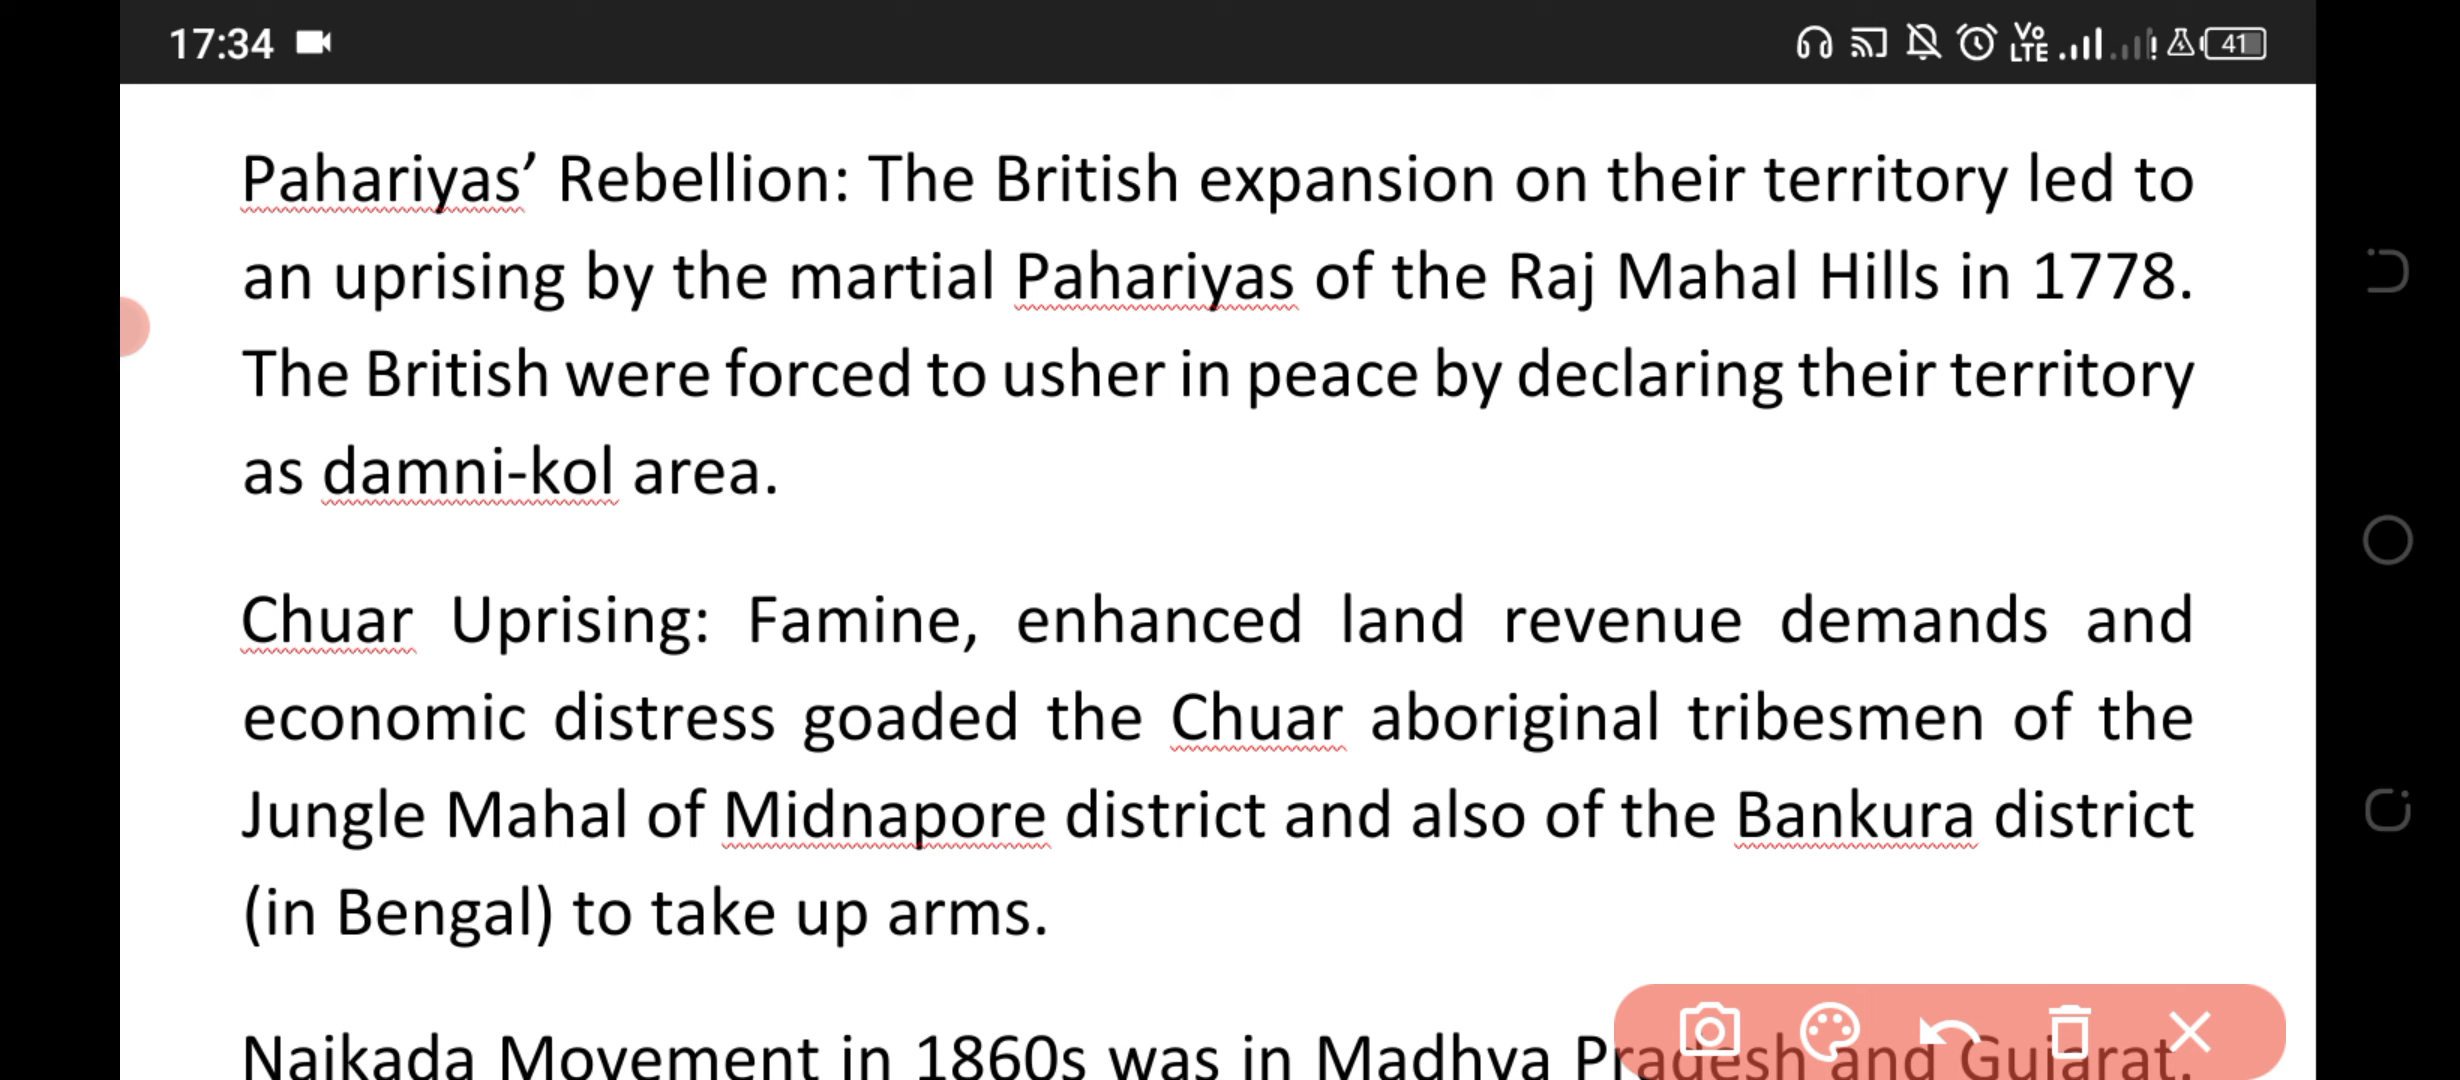 17:34
Vo LTE 41
Pahariyas’ Rebellion: The British expansion on their territory led to
an uprising by the martial Pahariyas of the Raj Mahal Hills in 1778.
The British were forced to usher in peace by declaring their territory
as damni-kol area.
Chuar Uprising: Famine, enhanced land revenue demands and
economic distress goaded the Chuar aboriginal tribesmen of the
Jungle Mahal of Midnapore district and also of the Bankura district
(in Bengal) to take up arms.
Naikada Movement in 1860s was in Madhya Pradesh and Gujarat.